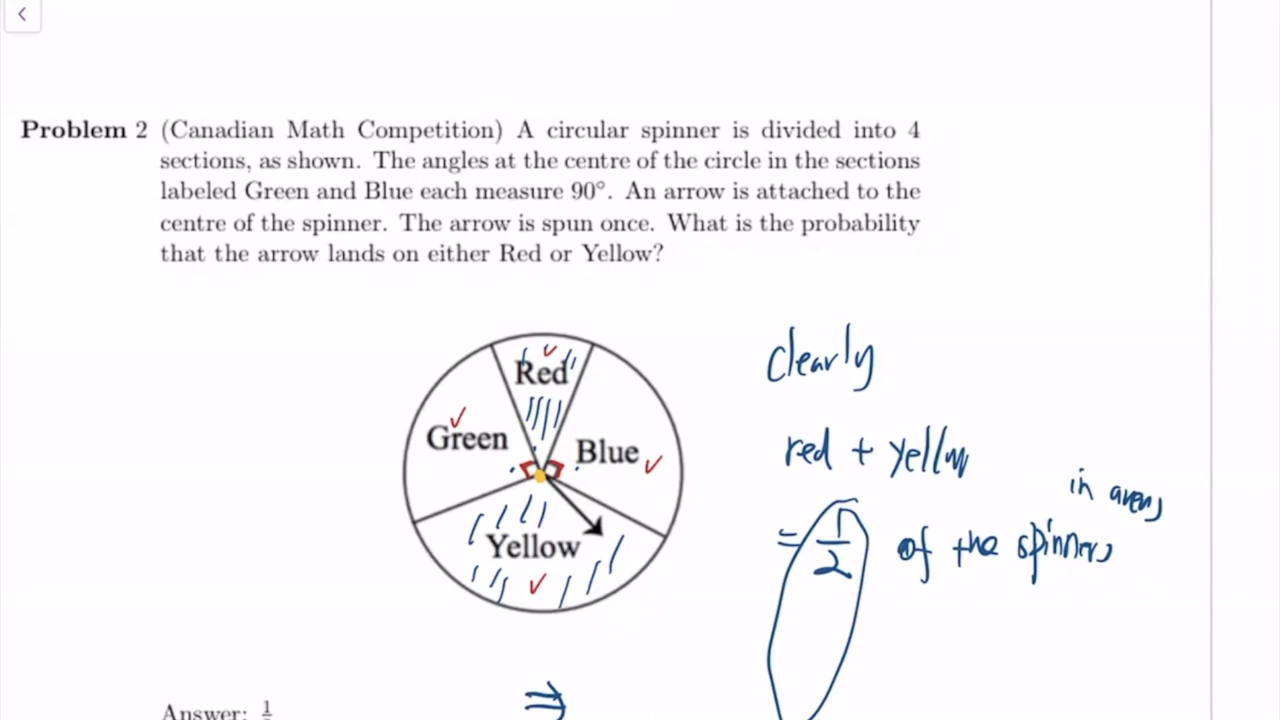 Problem 2 (Canadian Math Competition) A circular spinner is divided into 4
sections, as shown. The angles at the centre of the circle in the sections
labeled Green and Blue each measure 90°. An arrow is attached to the
centre of the spinner. The arrow is spun once. What is the probability
that the arrow lands on either Red or Yellow?
clearly
Red
Green
Blue
red + yellow
in areas
Yellow
= 1/2 of the spinners
⇒
Answer: 1